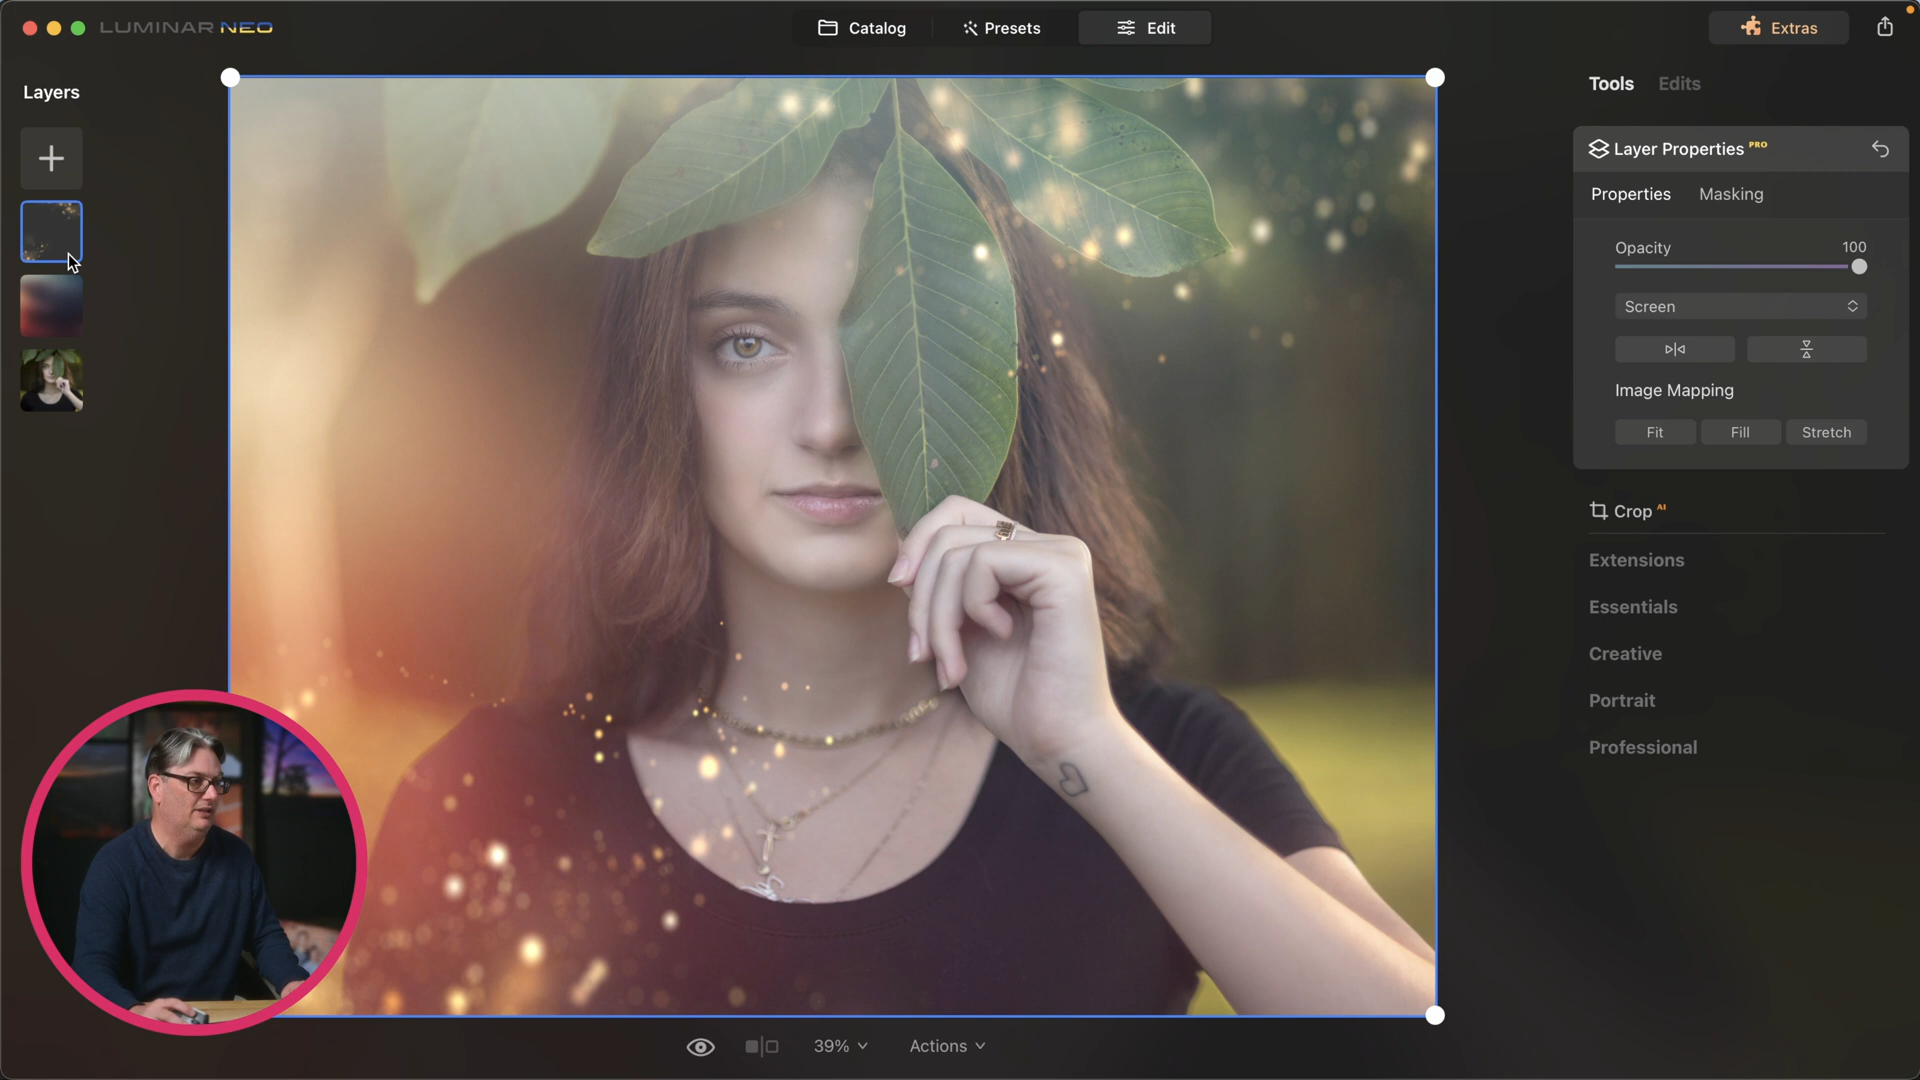 LUMINAR NEO
Catalog
Presets
Edit
Extras
Layers
Tools
Edits
Layer Properties PRO
Properties
Masking
Opacity
100
Screen
Image Mapping
Fit
Fill
Stretch
Crop AI
Extensions
Essentials
Creative
Portrait
Professional
39%
Actions